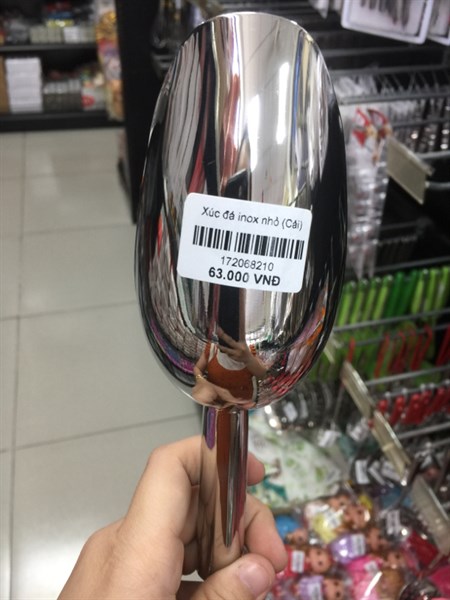 Xúc đá inox nhỏ (Cái)
172068210
63.000 VNĐ